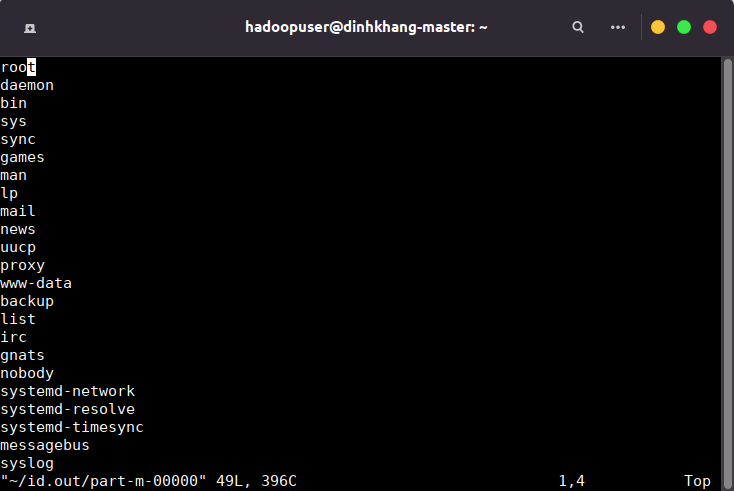 hadoopuser@dinhkhang-master: ~
root
daemon
bin
sys
sync
games
man
lp
mail
news
uucp
proxy
www-data
backup
list
irc
gnats
nobody
systemd-network
systemd-resolve
systemd-timesync
messagebus
syslog
"~/id.out/part-m-00000" 49L, 396C 1,4 Top